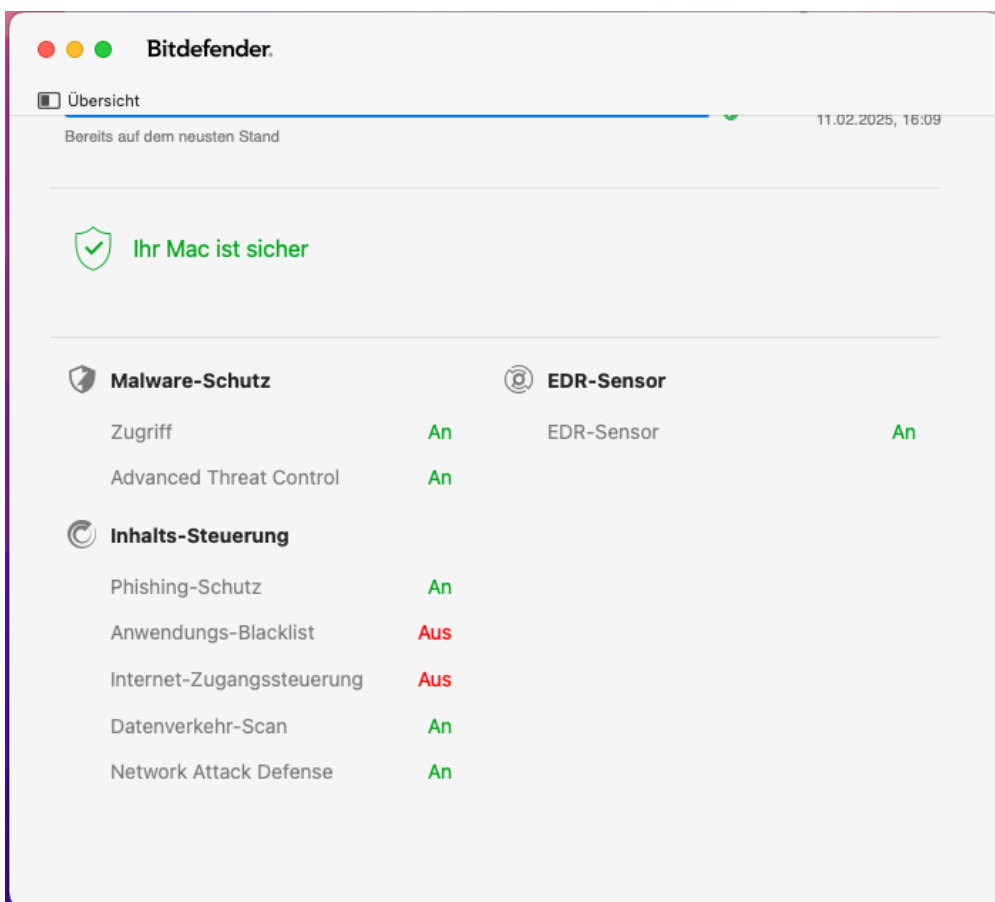 Bitdefender.
Übersicht
11.02.2025, 16:09
Bereits auf dem neusten Stand
Ihr Mac ist sicher
Malware-Schutz
Zugriff An
Advanced Threat Control An
Inhalts-Steuerung
Phishing-Schutz An
Anwendungs-Blacklist Aus
Internet-Zugangssteuerung Aus
Datenverkehr-Scan An
Network Attack Defense An
EDR-Sensor
EDR-Sensor An